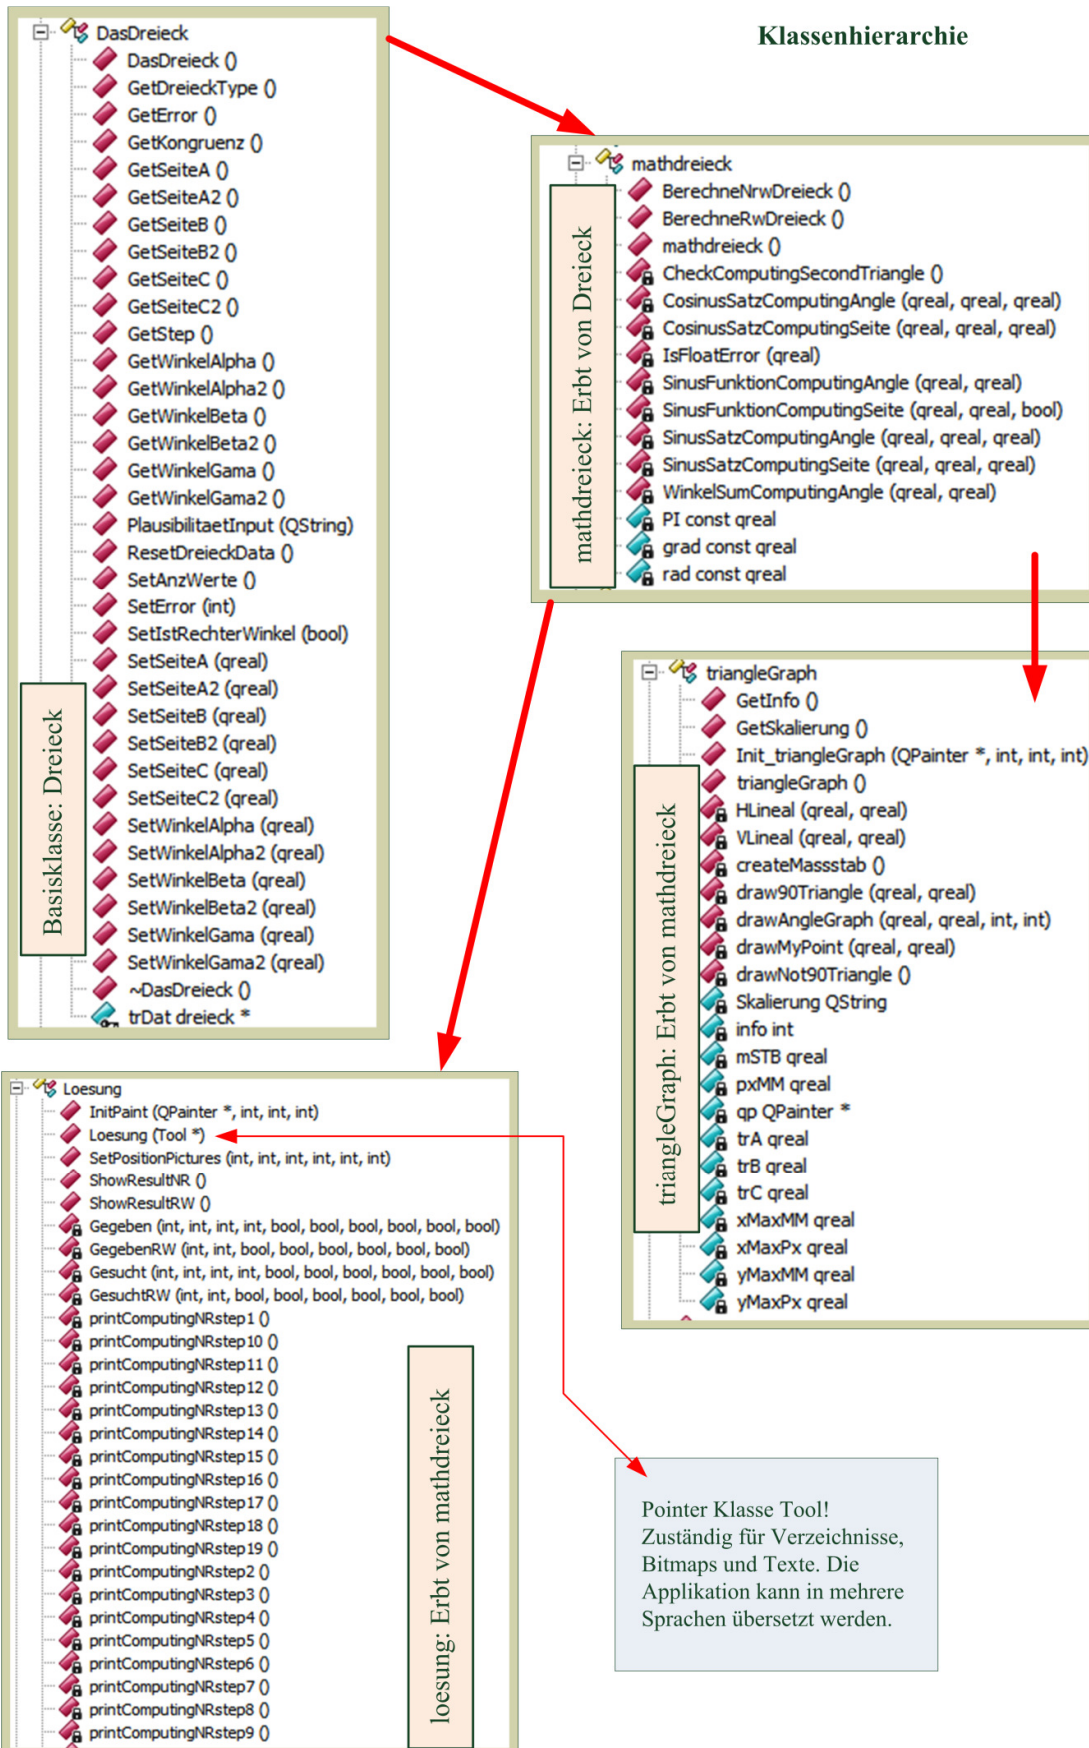 Klassenhierarchie
DasDreieck
DasDreieck ()
GetDreieckType ()
GetError ()
GetKongruenz ()
GetSeiteA ()
GetSeiteA2 ()
GetSeiteB ()
GetSeiteB2 ()
GetSeiteC ()
GetSeiteC2 ()
GetStep ()
GetWinkelAlpha ()
GetWinkelAlpha2 ()
GetWinkelBeta ()
GetWinkelBeta2 ()
GetWinkelGama ()
GetWinkelGama2 ()
PlausibilitaetInput (QString)
ResetDreieckData ()
SetAnzWerte ()
SetError (int)
SetIstRechterWinkel (bool)
SetSeiteA (qreal)
SetSeiteA2 (qreal)
SetSeiteB (qreal)
SetSeiteB2 (qreal)
SetSeiteC (qreal)
SetSeiteC2 (qreal)
SetWinkelAlpha (qreal)
SetWinkelAlpha2 (qreal)
SetWinkelBeta (qreal)
SetWinkelBeta2 (qreal)
SetWinkelGama (qreal)
SetWinkelGama2 (qreal)
~DasDreieck ()
trDat dreieck *
Basisklasse: Dreieck
mathdreieck
BerechneNrwDreieck ()
BerechneRwDreieck ()
mathdreieck ()
CheckComputingSecondTriangle ()
CosinusSatzComputingAngle (qreal, qreal, qreal)
CosinusSatzComputingSeite (qreal, qreal, qreal)
IsFloatError (qreal)
SinusFunktionComputingAngle (qreal, qreal)
SinusFunktionComputingSeite (qreal, qreal, bool)
SinusSatzComputingAngle (qreal, qreal, qreal)
SinusSatzComputingSeite (qreal, qreal, qreal)
WinkelSumComputingAngle (qreal, qreal)
PI const qreal
grad const qreal
rad const qreal
mathdreieck: Erbt von Dreieck
triangleGraph
GetInfo ()
GetSkalierung ()
Init_triangleGraph (QPainter *, int, int, int)
triangleGraph ()
HLineal (qreal, qreal)
VLineal (qreal, qreal)
createMassstab ()
draw90Triangle (qreal, qreal)
drawAngleGraph (qreal, qreal, int, int)
drawMyPoint (qreal, qreal)
drawNot90Triangle ()
Skalierung QString
info int
mSTB qreal
pxMM qreal
qp QPainter *
trA qreal
trB qreal
trC qreal
xMaxMM qreal
xMaxPx qreal
yMaxMM qreal
yMaxPx qreal
triangleGraph: Erbt von mathdreieck
Loesung
InitPaint (QPainter *, int, int, int)
Loesung (Tool *)
SetPositionPictures (int, int, int, int, int, int)
ShowResultNR ()
ShowResultRW ()
Gegeben (int, int, int, int, bool, bool, bool, bool, bool, bool)
GegebenRW (int, int, bool, bool, bool, bool, bool, bool)
Gesucht (int, int, int, int, bool, bool, bool, bool, bool, bool)
GesuchtRW (int, int, bool, bool, bool, bool, bool, bool)
printComputingNRstep1 ()
printComputingNRstep10 ()
printComputingNRstep11 ()
printComputingNRstep12 ()
printComputingNRstep13 ()
printComputingNRstep14 ()
printComputingNRstep15 ()
printComputingNRstep16 ()
printComputingNRstep17 ()
printComputingNRstep18 ()
printComputingNRstep19 ()
printComputingNRstep2 ()
printComputingNRstep3 ()
printComputingNRstep4 ()
printComputingNRstep5 ()
printComputingNRstep6 ()
printComputingNRstep7 ()
printComputingNRstep8 ()
printComputingNRstep9 ()
loesung: Erbt von mathdreieck
Pointer Klasse Tool!
Zuständig für Verzeichnisse,
Bitmaps und Texte. Die
Applikation kann in mehrere
Sprachen übersetzt werden.